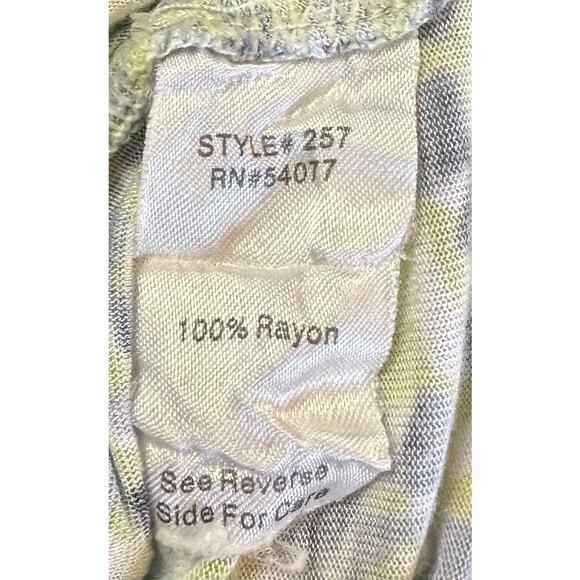 STYLE# 257
RN#54077
100% Rayon
See Reverse
Side For Care